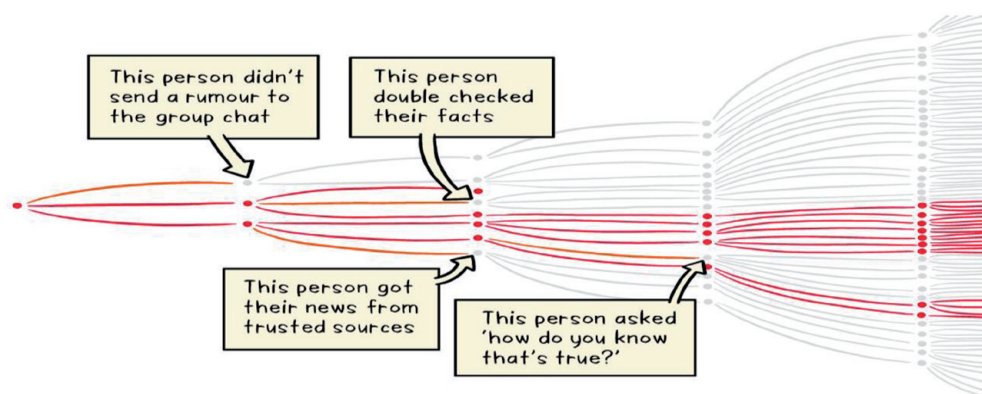 This person didn't
send a rumour to
the group chat
This person
double checked
their facts
This person got
their news from
trusted sources
This person asked
'how do you know
that's true?'